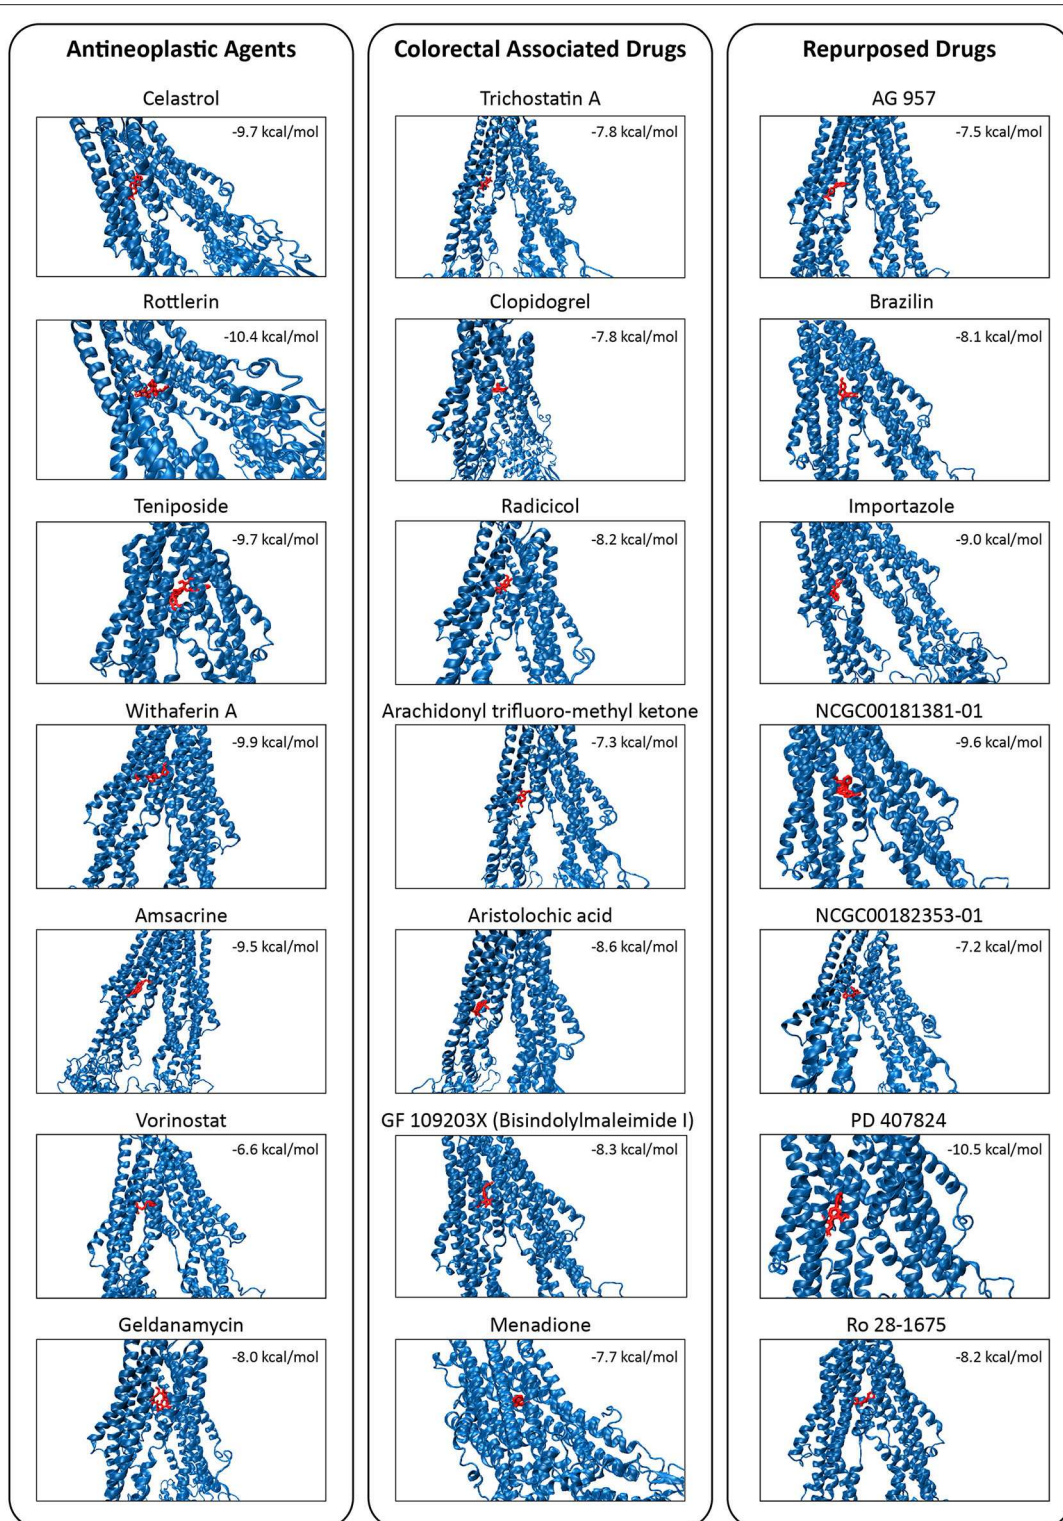 Antineoplastic Agents
Celastrol
-9.7 kcal/mol
Rottlerin
-10.4 kcal/mol
Teniposide
-9.7 kcal/mol
Withaferin A
-9.9 kcal/mol
Amsacrine
-9.5 kcal/mol
Vorinostat
-6.6 kcal/mol
Geldanamycin
-8.0 kcal/mol
Colorectal Associated Drugs
Trichostatin A
-7.8 kcal/mol
Clopidogrel
-7.8 kcal/mol
Radicicol
-8.2 kcal/mol
Arachidonyl trifluoro-methyl ketone
-7.3 kcal/mol
Aristolochic acid
-8.6 kcal/mol
GF 109203X (Bisindolylmaleimide I)
-8.3 kcal/mol
Menadione
-7.7 kcal/mol
Repurposed Drugs
AG 957
-7.5 kcal/mol
Brazilin
-8.1 kcal/mol
Importazole
-9.0 kcal/mol
NCGC00181381-01
-9.6 kcal/mol
NCGC00182353-01
-7.2 kcal/mol
PD 407824
-10.5 kcal/mol
Ro 28-1675
-8.2 kcal/mol